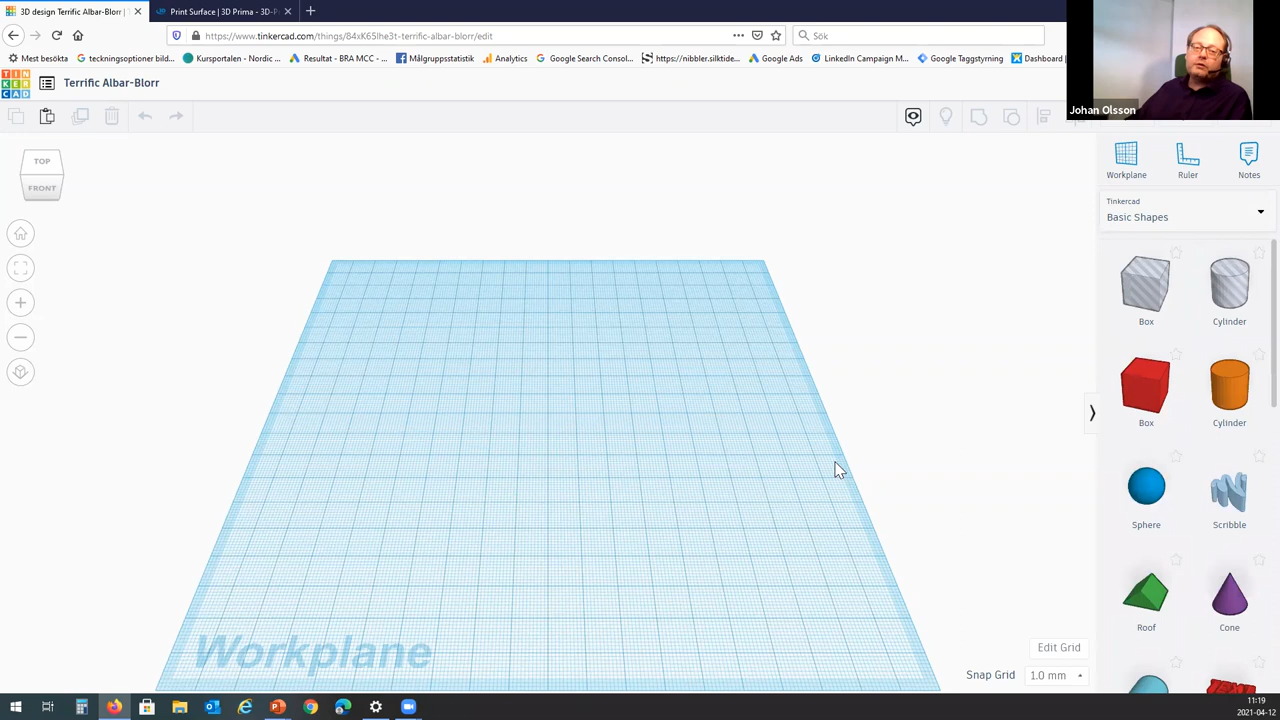 3D design Terrific Albar-Blorr | T
Print Surface | 3D Prima - 3D-P
https://www.tinkercad.com/things/84xK65lhe3t-terrific-albar-blorr/edit
Sök
Mest besökta
teckningsoptioner bild...
Kursportalen - Nordic ...
Resultat - BRA MCC - ...
Målgruppsstatistik
Analytics
Google Search Consol...
https://nibbler.silktide...
Google Ads
LinkedIn Campaign M...
Google Taggstyrning
Dashboard |
Johan Olsson
TIN
KER
CAD
Terrific Albar-Blorr
TOP
FRONT
Workplane
Ruler
Notes
Tinkercad
Basic Shapes
Box
Cylinder
Box
Cylinder
Sphere
Scribble
Roof
Cone
Workplane
Edit Grid
Snap Grid
1.0 mm
11:19
2021-04-12